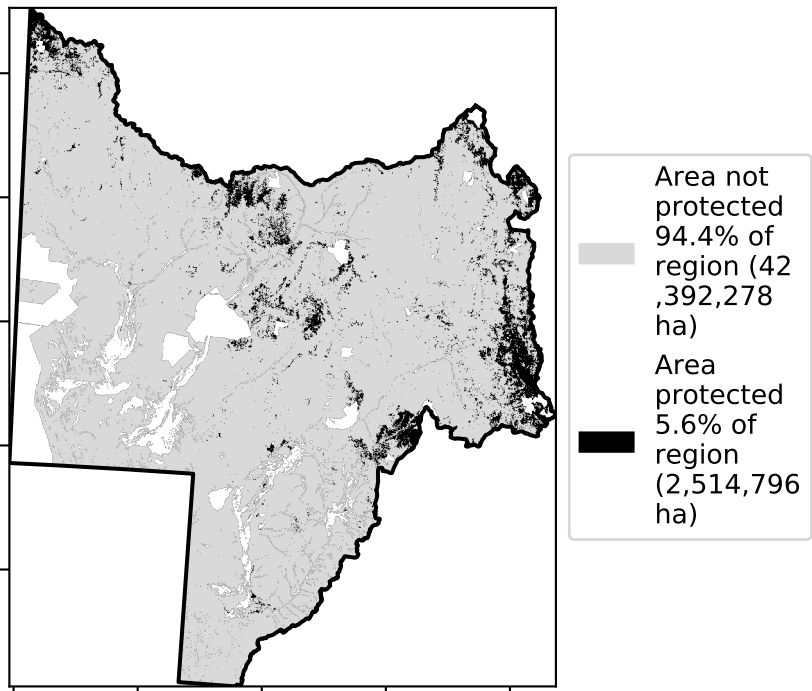 Area not
protected
94.4% of
region (42
,392,278
ha)
Area
protected
5.6% of
region
(2,514,796
ha)